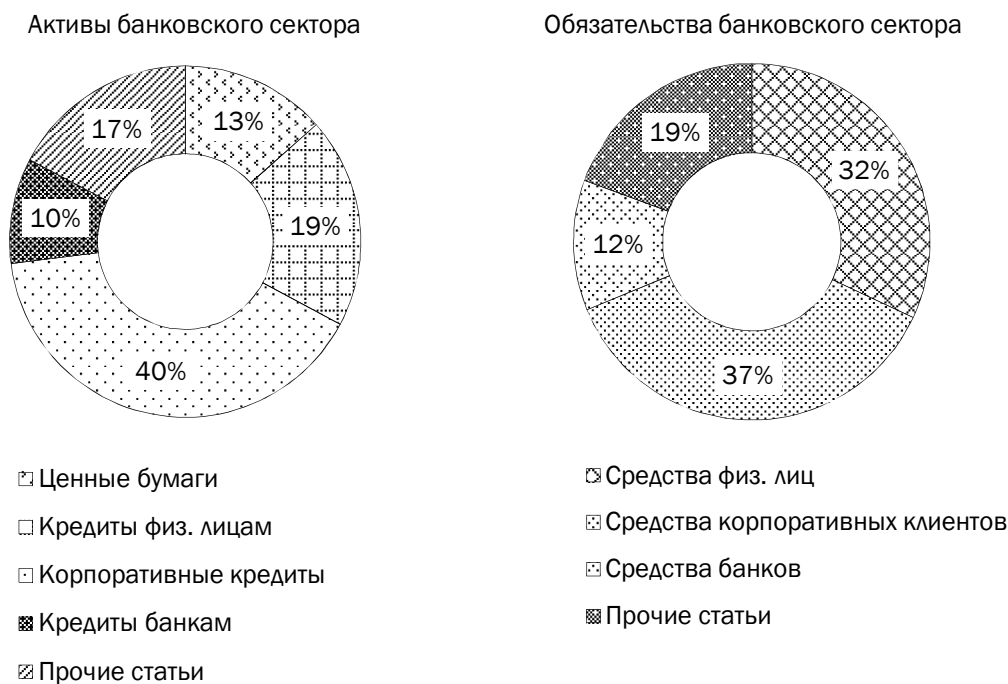 Активы банковского сектора
13%
19%
40%
10%
17%
Ценные бумаги
Кредиты физ. лицам
Корпоративные кредиты
Кредиты банкам
Прочие статьи
Обязательства банковского сектора
32%
37%
12%
19%
Средства физ. лиц
Средства корпоративных клиентов
Средства банков
Прочие статьи